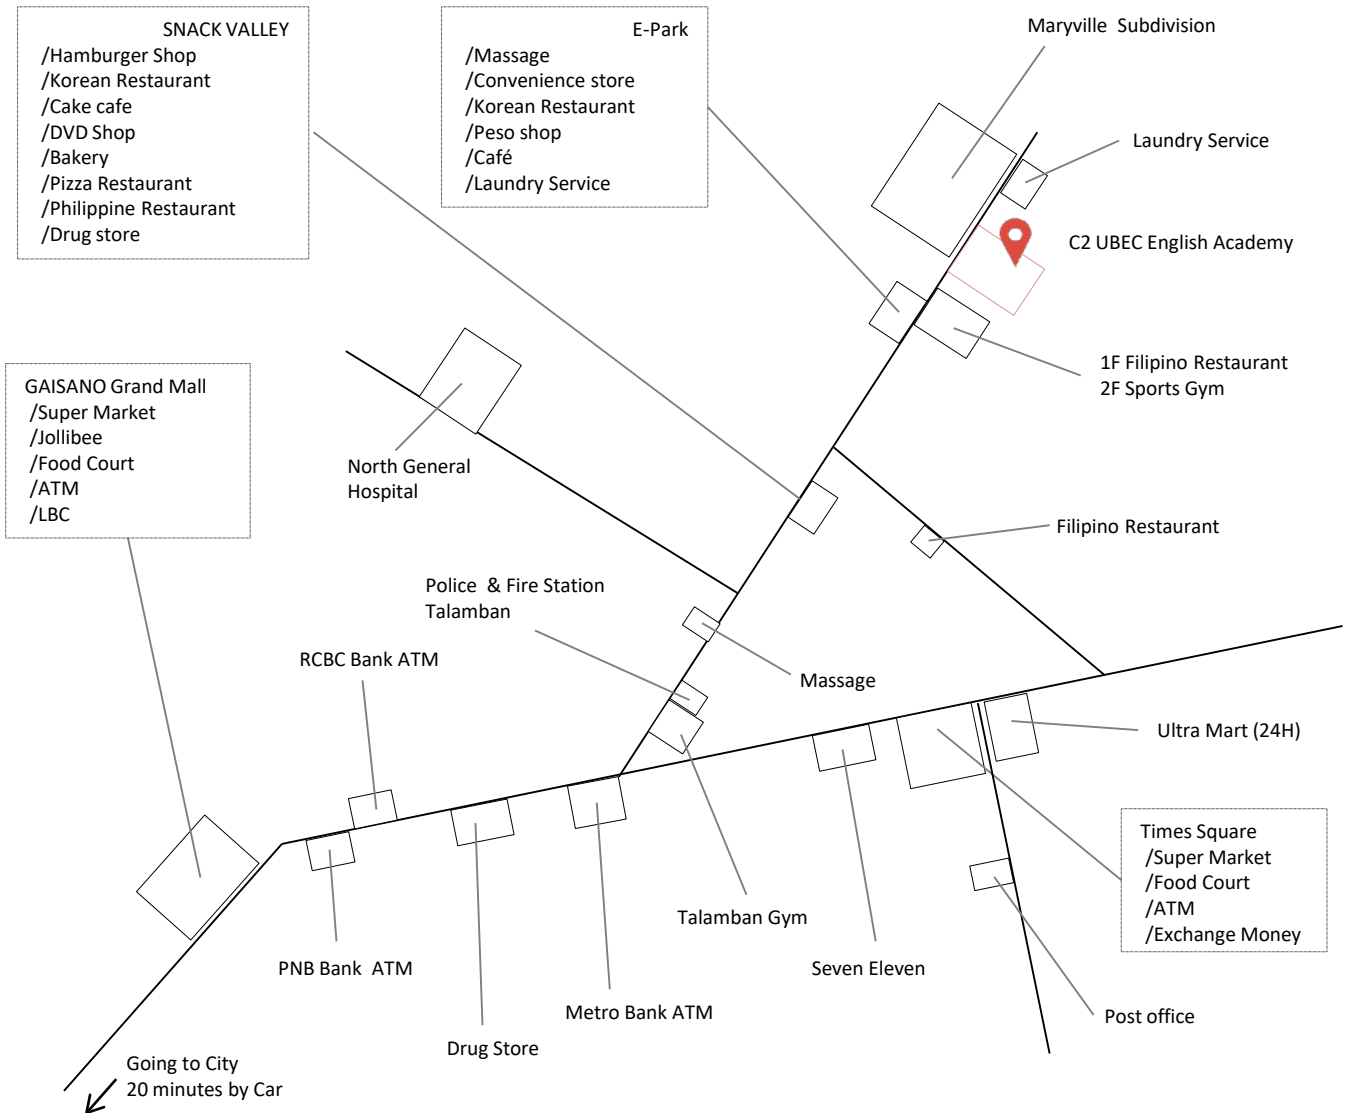 SNACK VALLEY
/Hamburger Shop
/Korean Restaurant
/Cake cafe
/DVD Shop
/Bakery
/Pizza Restaurant
/Philippine Restaurant
/Drug store
E-Park
/Massage
/Convenience store
/Korean Restaurant
/Peso shop
/Café
/Laundry Service
Maryville Subdivision
Laundry Service
C2 UBEC English Academy
1F Filipino Restaurant
2F Sports Gym
GAISANO Grand Mall
/Super Market
/Jollibee
/Food Court
/ATM
/LBC
North General
Hospital
Filipino Restaurant
Police & Fire Station
Talamban
RCBC Bank ATM
Massage
Ultra Mart (24H)
Times Square
/Super Market
/Food Court
/ATM
/Exchange Money
Talamban Gym
PNB Bank ATM
Seven Eleven
Metro Bank ATM
Post office
Drug Store
Going to City
20 minutes by Car